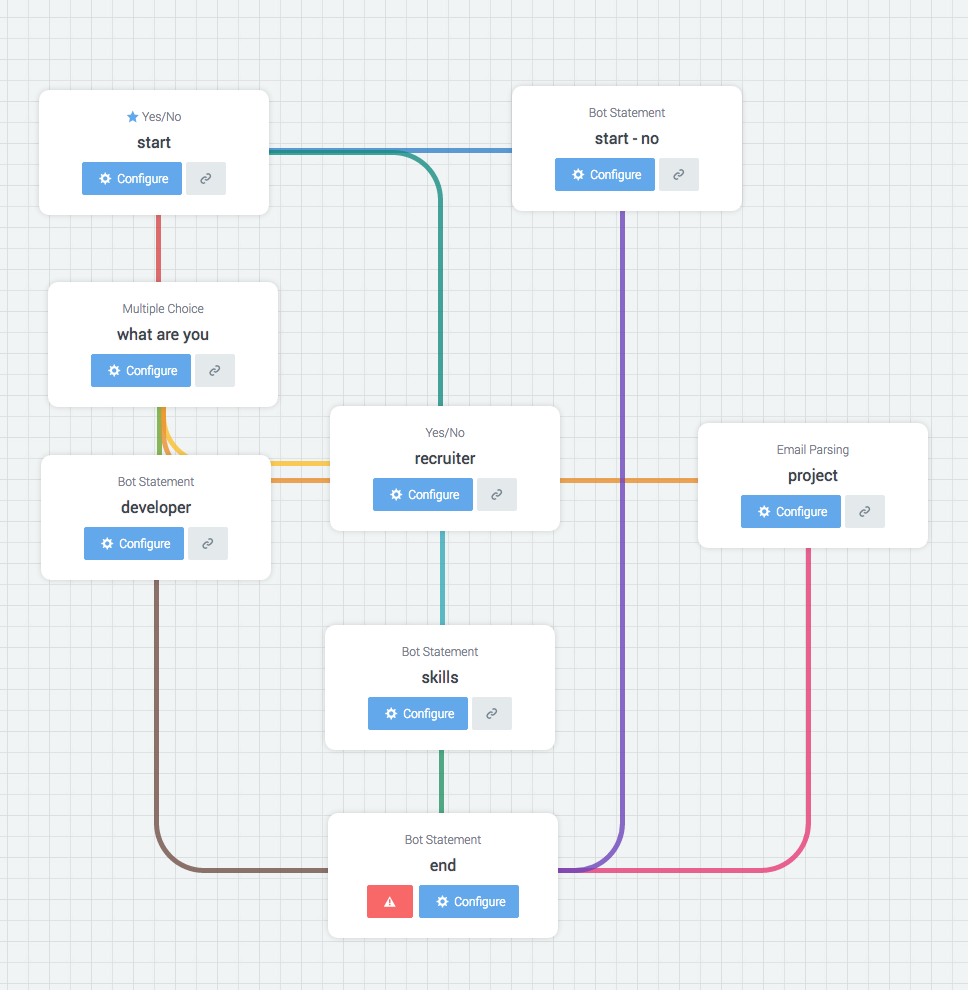 Yes/No
start
Configure
Bot Statement
start - no
Configure
Multiple Choice
what are you
Configure
Yes/No
recruiter
Configure
Email Parsing
project
Configure
Bot Statement
developer
Configure
Bot Statement
skills
Configure
Bot Statement
end
Configure